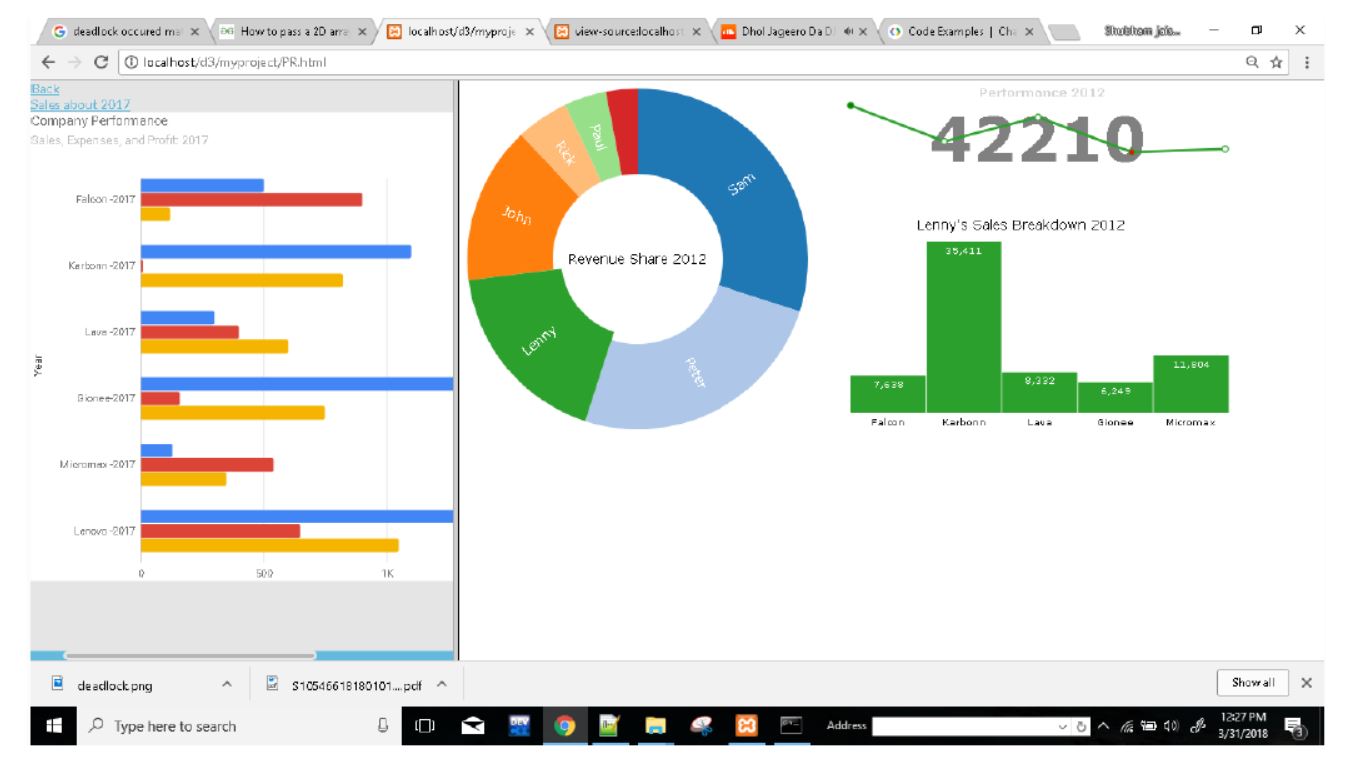 deadlock occured ma
How to pass a 2D arra
localhost/d3/myproje
view-source:localhost
Dhol Jageero Da D
Code Examples | Cha
localhost/d3/myproject/PR.html
Back
Sales about 2017
Company Performance
Sales, Expenses, and Profit: 2017
Year
Falcon -2017
Karbonn -2017
Lava -2017
Gionee-2017
Micromax -2017
Lenovo -2017
0 500 1K
Revenue Share 2012
Sam
Peter
Lenny
John
Rick
Paul
Performance 2012
42210
Lenny's Sales Breakdown 2012
7,638
35,411
8,332
6,249
11,804
Falcon Karbonn Lava Gionee Micromax
deadlock.png
S10546618180101....pdf
Show all
Type here to search
Address
12:27 PM
3/31/2018
3